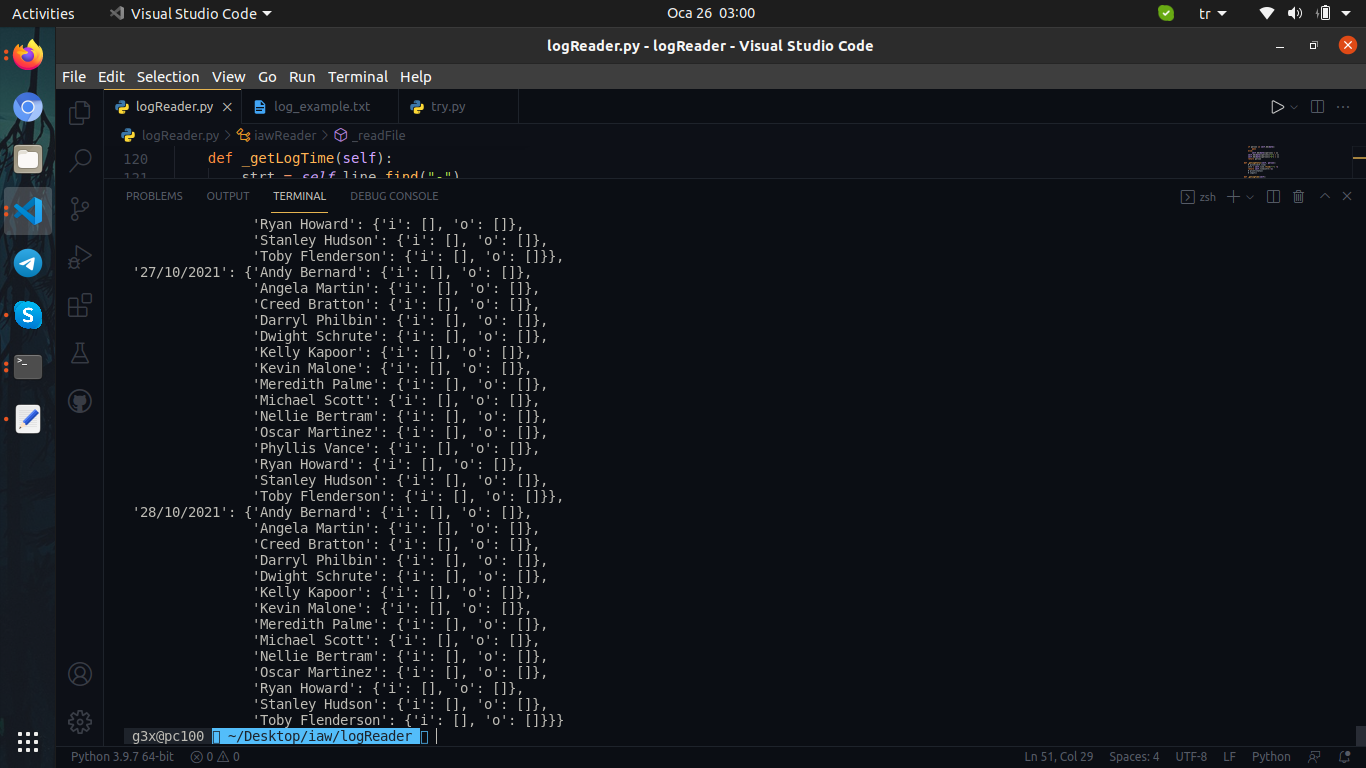 Activities Visual Studio Code Oca 26 03:00 tr
logReader.py - logReader - Visual Studio Code
File Edit Selection View Go Run Terminal Help
logReader.py log_example.txt try.py
logReader.py > iawReader > _readFile
120 def _getLogTime(self):
121 strt = self.line.find("-")
PROBLEMS OUTPUT TERMINAL DEBUG CONSOLE zsh
'Ryan Howard': {'i': [], 'o': []},
'Stanley Hudson': {'i': [], 'o': []},
'Toby Flenderson': {'i': [], 'o': []}},
'27/10/2021': {'Andy Bernard': {'i': [], 'o': []},
'Angela Martin': {'i': [], 'o': []},
'Creed Bratton': {'i': [], 'o': []},
'Darryl Philbin': {'i': [], 'o': []},
'Dwight Schrute': {'i': [], 'o': []},
'Kelly Kapoor': {'i': [], 'o': []},
'Kevin Malone': {'i': [], 'o': []},
'Meredith Palme': {'i': [], 'o': []},
'Michael Scott': {'i': [], 'o': []},
'Nellie Bertram': {'i': [], 'o': []},
'Oscar Martinez': {'i': [], 'o': []},
'Phyllis Vance': {'i': [], 'o': []},
'Ryan Howard': {'i': [], 'o': []},
'Stanley Hudson': {'i': [], 'o': []},
'Toby Flenderson': {'i': [], 'o': []}},
'28/10/2021': {'Andy Bernard': {'i': [], 'o': []},
'Angela Martin': {'i': [], 'o': []},
'Creed Bratton': {'i': [], 'o': []},
'Darryl Philbin': {'i': [], 'o': []},
'Dwight Schrute': {'i': [], 'o': []},
'Kelly Kapoor': {'i': [], 'o': []},
'Kevin Malone': {'i': [], 'o': []},
'Meredith Palme': {'i': [], 'o': []},
'Michael Scott': {'i': [], 'o': []},
'Nellie Bertram': {'i': [], 'o': []},
'Oscar Martinez': {'i': [], 'o': []},
'Ryan Howard': {'i': [], 'o': []},
'Stanley Hudson': {'i': [], 'o': []},
'Toby Flenderson': {'i': [], 'o': []}}}
g3x@pc100 ~/Desktop/iaw/logReader
Python 3.9.7 64-bit 0 0 Ln 51, Col 29 Spaces: 4 UTF-8 LF Python